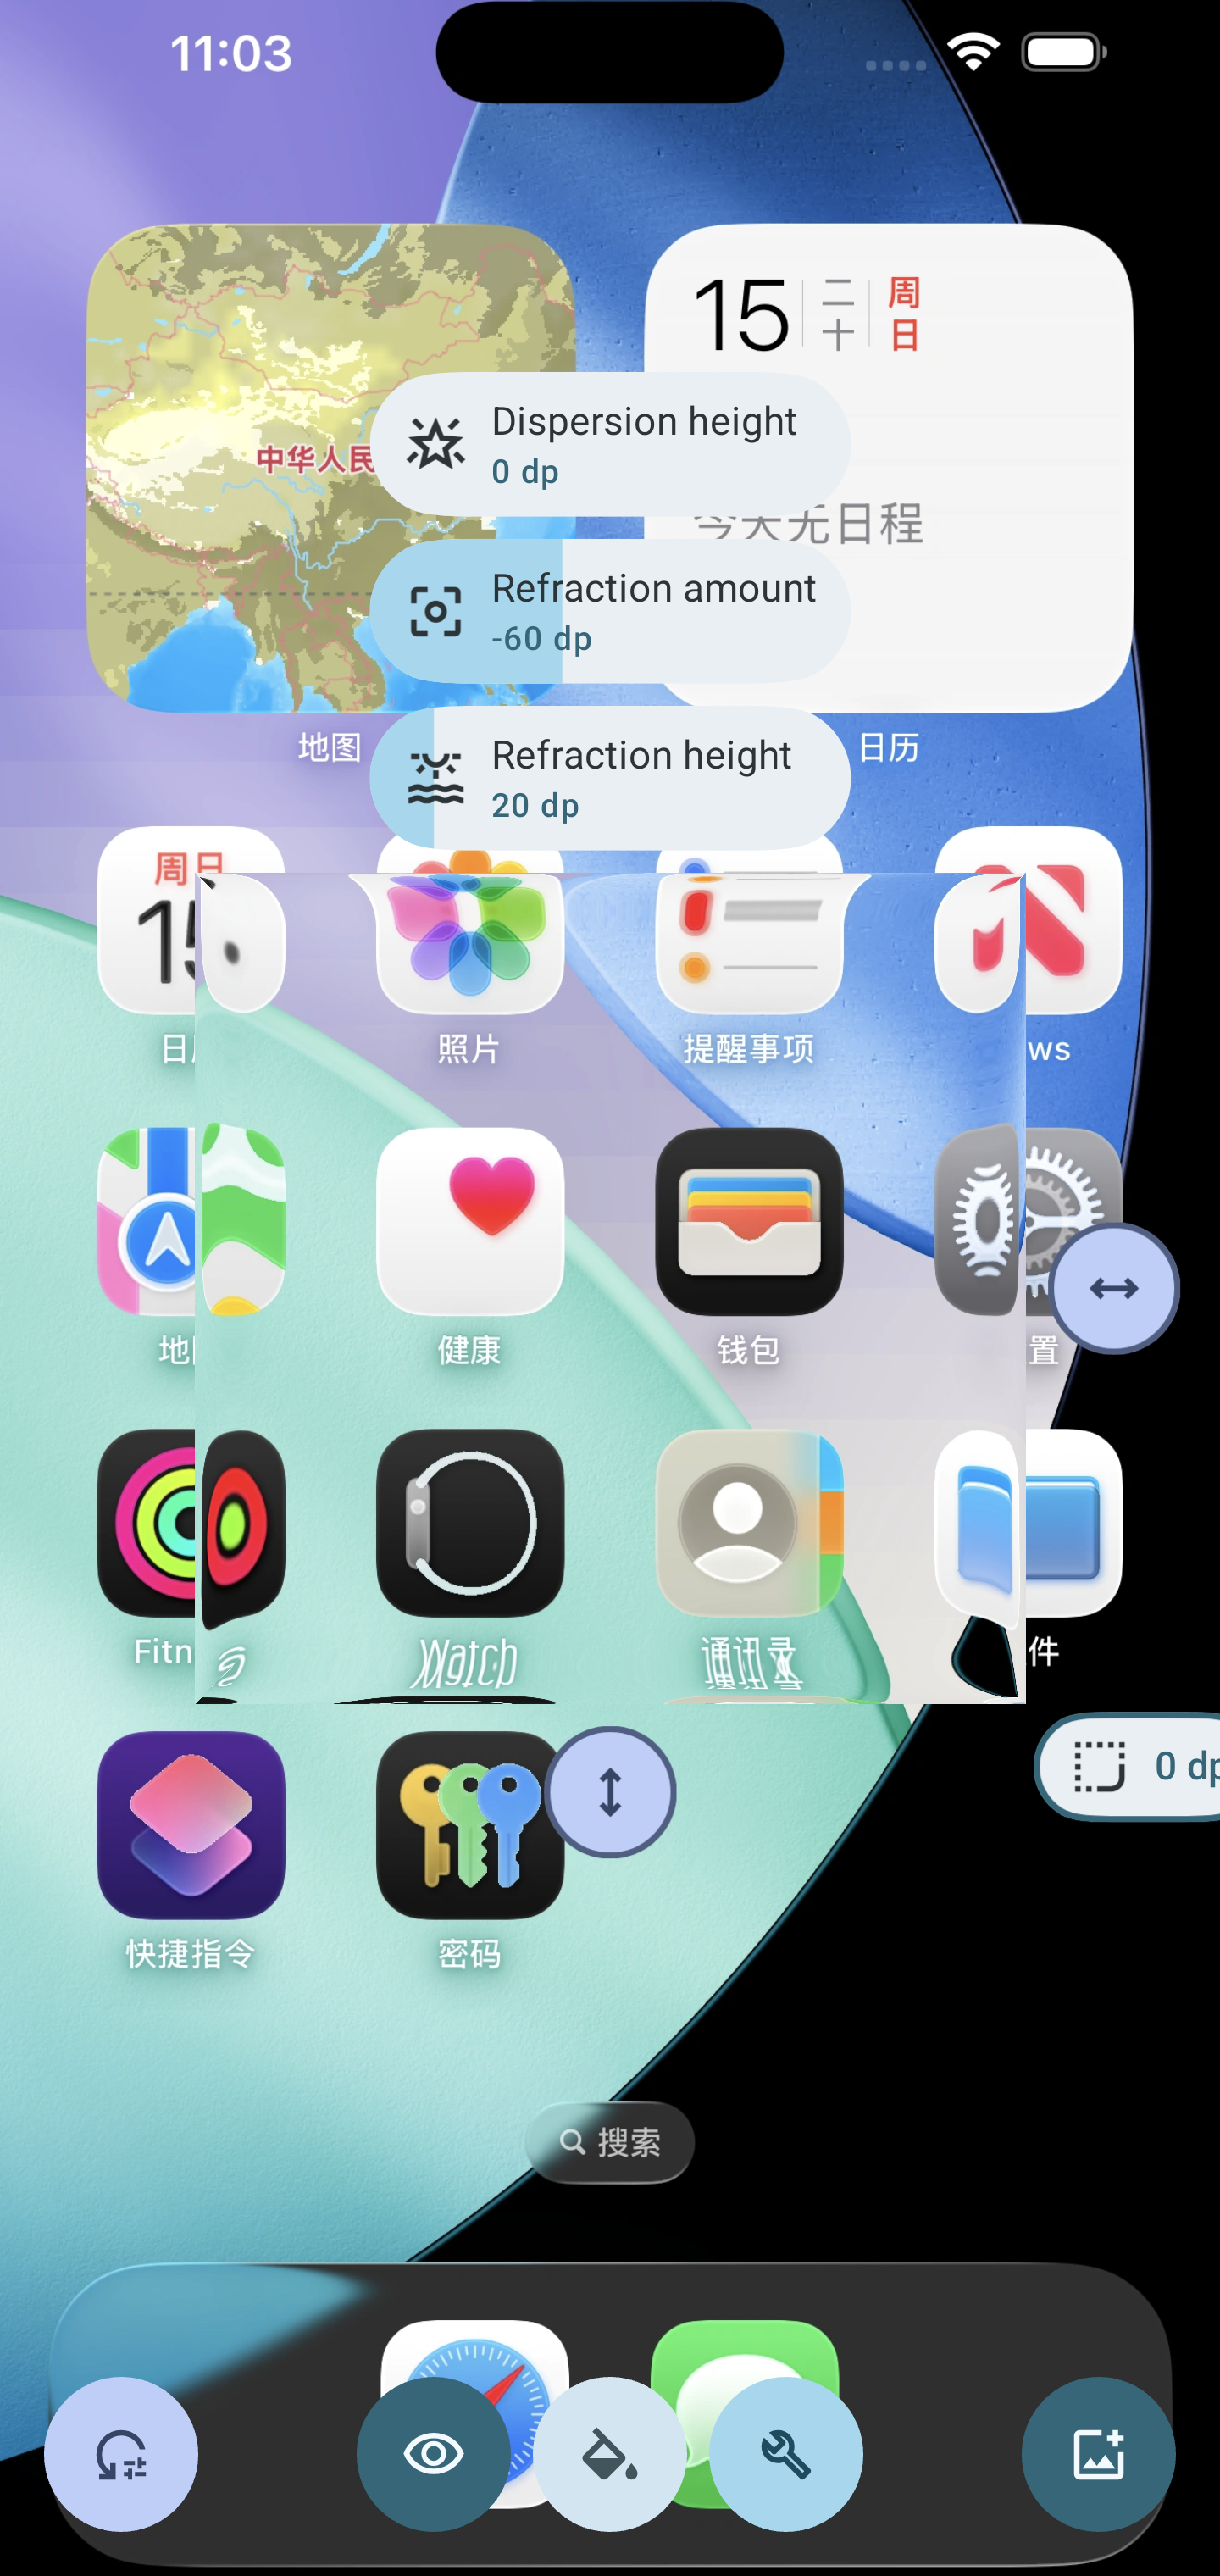 11:03
15
二十
周日
中华人民
Dispersion height
0 dp
今天无日程
Refraction amount
-60 dp
地图
日历
Refraction height
20 dp
周日
15
照片
提醒事项
ws
健康
钱包
置
Fitn
Watch
通讯录
件
0 dp
快捷指令
密码
搜索